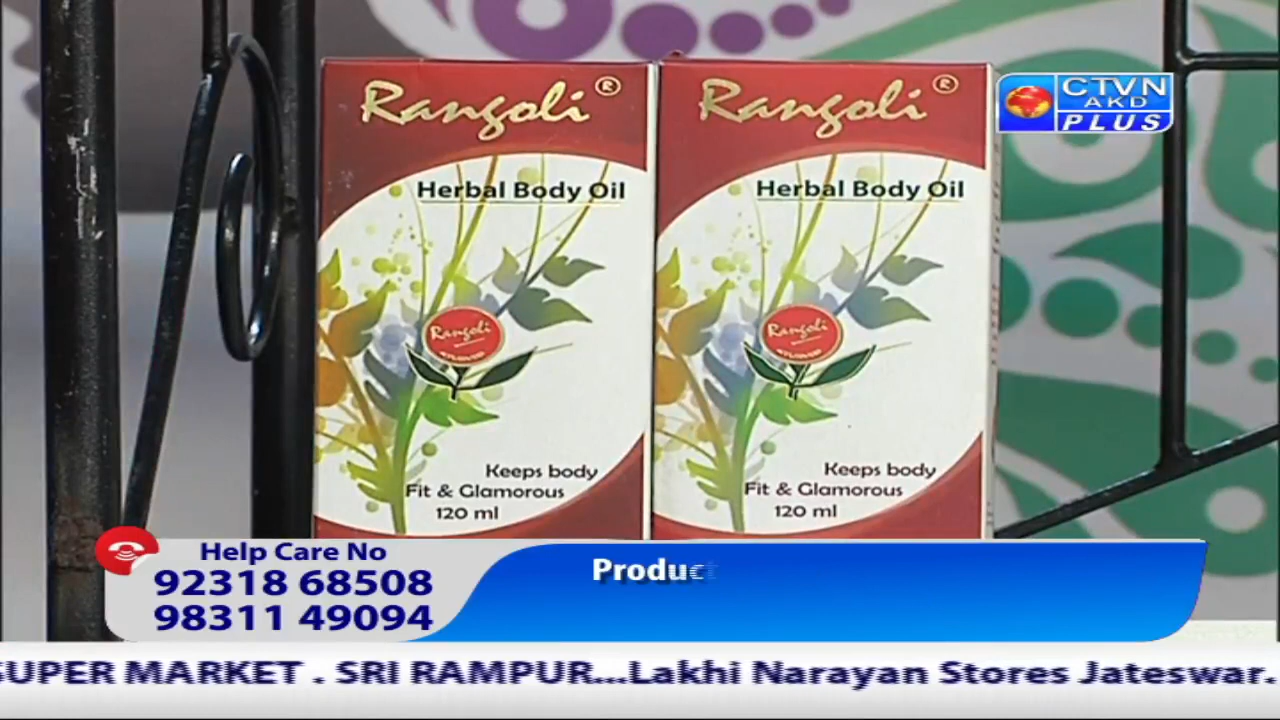 Rangoli®
Herbal Body Oil
Rangoli
Keeps body
Fit & Glamorous
120 ml
Rangoli®
Herbal Body Oil
Rangoli
Keeps body
Fit & Glamorous
120 ml
CTVN
AKD
PLUS
Help Care No
92318 68508
98311 49094
Produc
SUPER MARKET . SRI RAMPUR...Lakhi Narayan Stores Jateswar.